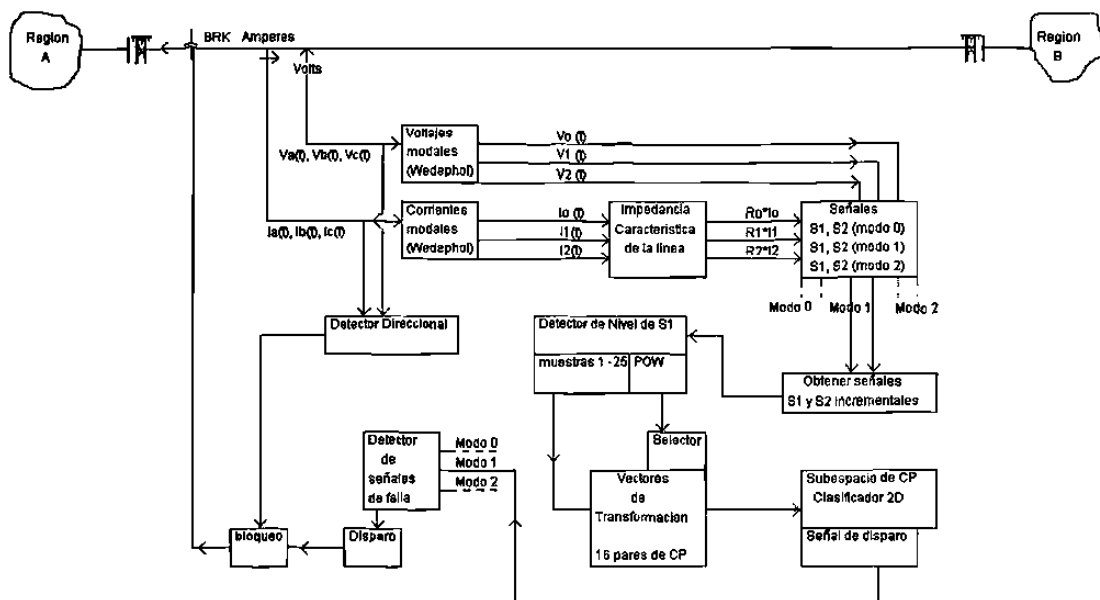 Region
A
BRK Amperes
Volts
Region
B
Va(t), Vb(t), Vc(t)
Voltajes
modales
(Wedephol)
Vo (t)
V1 (t)
V2 (t)
Ia(t), Ib(t), Ic(t)
Corrientes
modales
(Wedephol)
Io (t)
I1(t)
I2(t)
Impedancia
Caracteristica
de la linea
Ro*Io
R1*I1
R2*I2
Señales
S1, S2 (modo 0)
S1, S2 (modo 1)
S1, S2 (modo 2)
Modo 0
Modo 1
Modo 2
Detector Direccional
Detector de Nivel de S1
muestras 1 -25
POW
Obtener señales
S1 y S2 Incrementales
Detector
de
señales
de falla
Modo 0
Modo 1
Modo 2
Selector
Vectores
de
Transformacion
16 pares de CP
Subespacio de CP
Clasificador 2D
Señal de disparo
bloqueo
Disparo